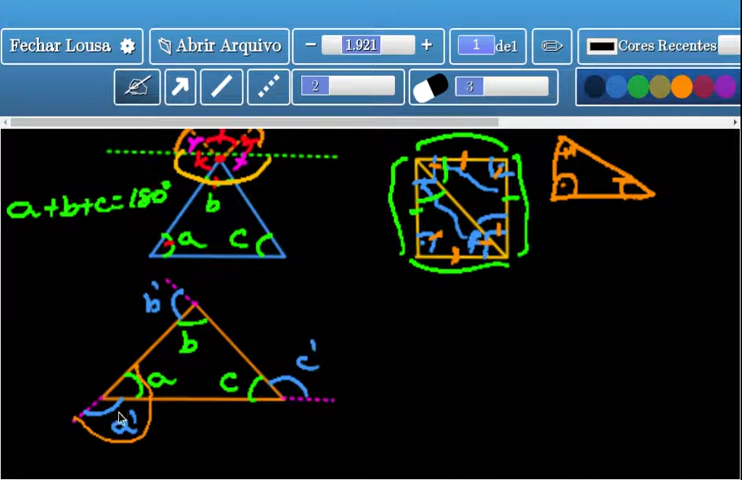 Fechar Lousa
Abrir Arquivo
− 1.921 +
1 de1
Cores Recentes
2
3
a+b+c=180°
b
a
c
b'
b
c'
a
c
a'